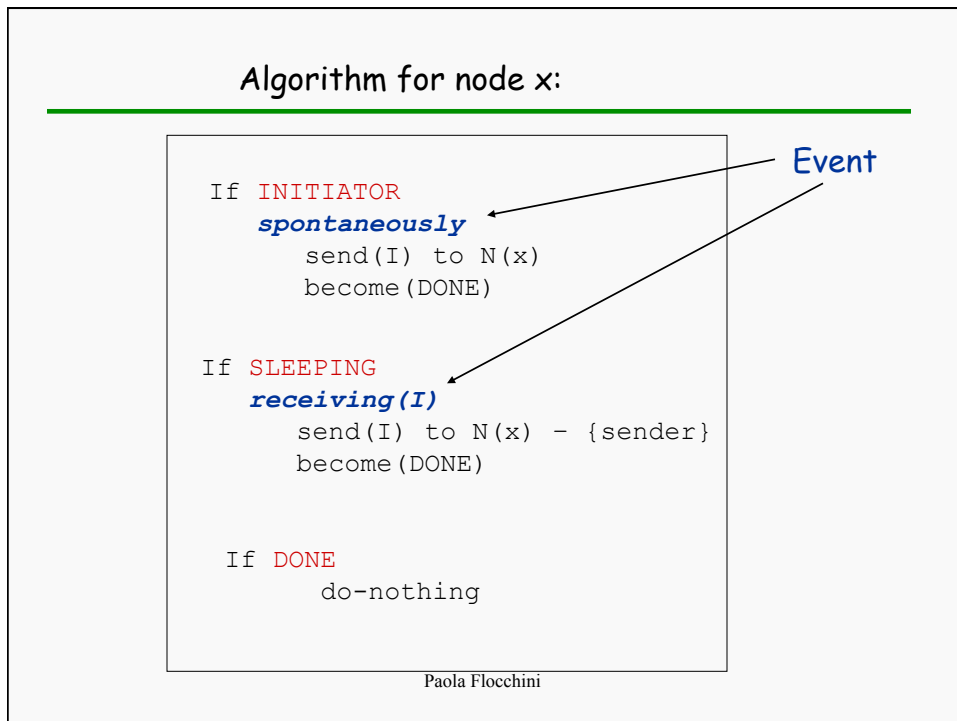 Algorithm for node x:
Event
If INITIATOR
spontaneously
send(I) to N(x)
become(DONE)
If SLEEPING
receiving(I)
send(I) to N(x) – {sender}
become(DONE)
If DONE
do-nothing
Paola Flocchini